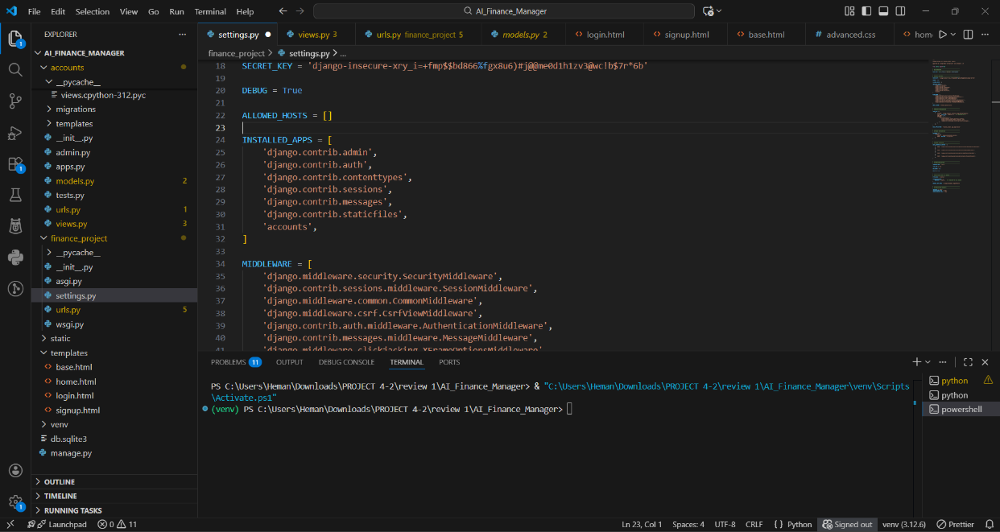 File Edit Selection View Go Run Terminal Help
AI_Finance_Manager
EXPLORER
AI_FINANCE_MANAGER
accounts
__pycache__
views.cpython-312.pyc
migrations
templates
__init__.py
admin.py
apps.py
models.py 2
tests.py
urls.py 1
views.py 3
finance_project
__pycache__
__init__.py
asgi.py
settings.py
urls.py 5
wsgi.py
static
templates
base.html
home.html
login.html
signup.html
venv
db.sqlite3
manage.py
OUTLINE
TIMELINE
RUNNING TASKS
1
1
1
settings.py views.py 3 urls.py finance_project 5 models.py 2 login.html signup.html base.html advanced.css hom
finance_project > settings.py > ...
18 SECRET_KEY = 'django-insecure-xry_i=+fmp$$bd866%fgx8u6)#j@@me0d1h1zv3@wc!b$7r*6b'
19
20 DEBUG = True
21
22 ALLOWED_HOSTS = []
23
24 INSTALLED_APPS = [
25 'django.contrib.admin',
26 'django.contrib.auth',
27 'django.contrib.contenttypes',
28 'django.contrib.sessions',
29 'django.contrib.messages',
30 'django.contrib.staticfiles',
31 'accounts',
32 ]
33
34 MIDDLEWARE = [
35 'django.middleware.security.SecurityMiddleware',
36 'django.contrib.sessions.middleware.SessionMiddleware',
37 'django.middleware.common.CommonMiddleware',
38 'django.middleware.csrf.CsrfViewMiddleware',
39 'django.contrib.auth.middleware.AuthenticationMiddleware',
40 'django.contrib.messages.middleware.MessageMiddleware',
41 'django.middleware.clickjacking.XFrameOptionsMiddleware'
PROBLEMS 11 OUTPUT DEBUG CONSOLE TERMINAL PORTS
PS C:\Users\Heman\Downloads\PROJECT 4-2\review 1\AI_Finance_Manager> & "C:\Users\Heman\Downloads\PROJECT 4-2\review 1\AI_Finance_Manager\venv\Scripts
\Activate.ps1"
(venv) PS C:\Users\Heman\Downloads\PROJECT 4-2\review 1\AI_Finance_Manager>
python
python
powershell
Launchpad 0 11 Ln 23, Col 1 Spaces: 4 UTF-8 CRLF { } Python Signed out venv (3.12.6) Prettier